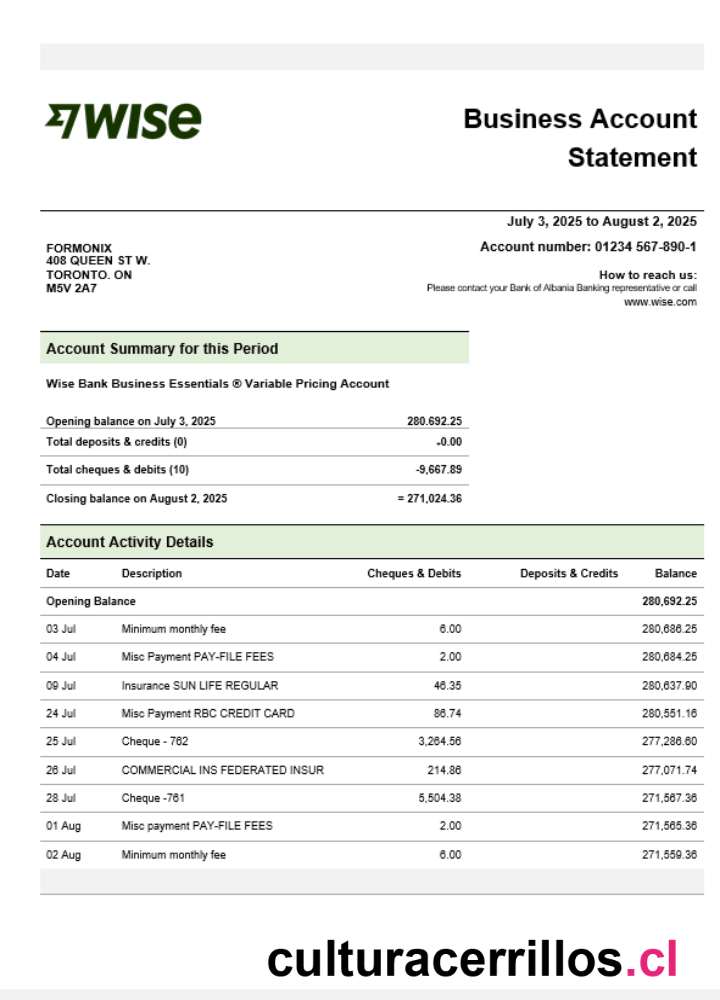 wise
Business Account
Statement
July 3, 2025 to August 2, 2025
FORMONIX
408 QUEEN ST W.
TORONTO. ON
M5V 2A7
Account number: 01234 567-890-1
How to reach us:
Please contact your Bank of Albania Banking representative or call
www.wise.com
Account Summary for this Period
Wise Bank Business Essentials ® Variable Pricing Account
Opening balance on July 3, 2025 280.692.25
Total deposits & credits (0) -0.00
Total cheques & debits (10) -9,667.89
Closing balance on August 2, 2025 = 271,024.36
Account Activity Details
Date Description Cheques & Debits Deposits & Credits Balance
Opening Balance 280,692.25
03 Jul Minimum monthly fee 6.00 280,686.25
04 Jul Misc Payment PAY-FILE FEES 2.00 280,684.25
09 Jul Insurance SUN LIFE REGULAR 46.35 280,637.90
24 Jul Misc Payment RBC CREDIT CARD 86.74 280,551.16
25 Jul Cheque - 762 3,264.56 277,286.60
26 Jul COMMERCIAL INS FEDERATED INSUR 214.86 277,071.74
28 Jul Cheque -761 5,504.38 271,567.36
01 Aug Misc payment PAY-FILE FEES 2.00 271,565.36
02 Aug Minimum monthly fee 6.00 271,559.36
culturacerrillos.cl